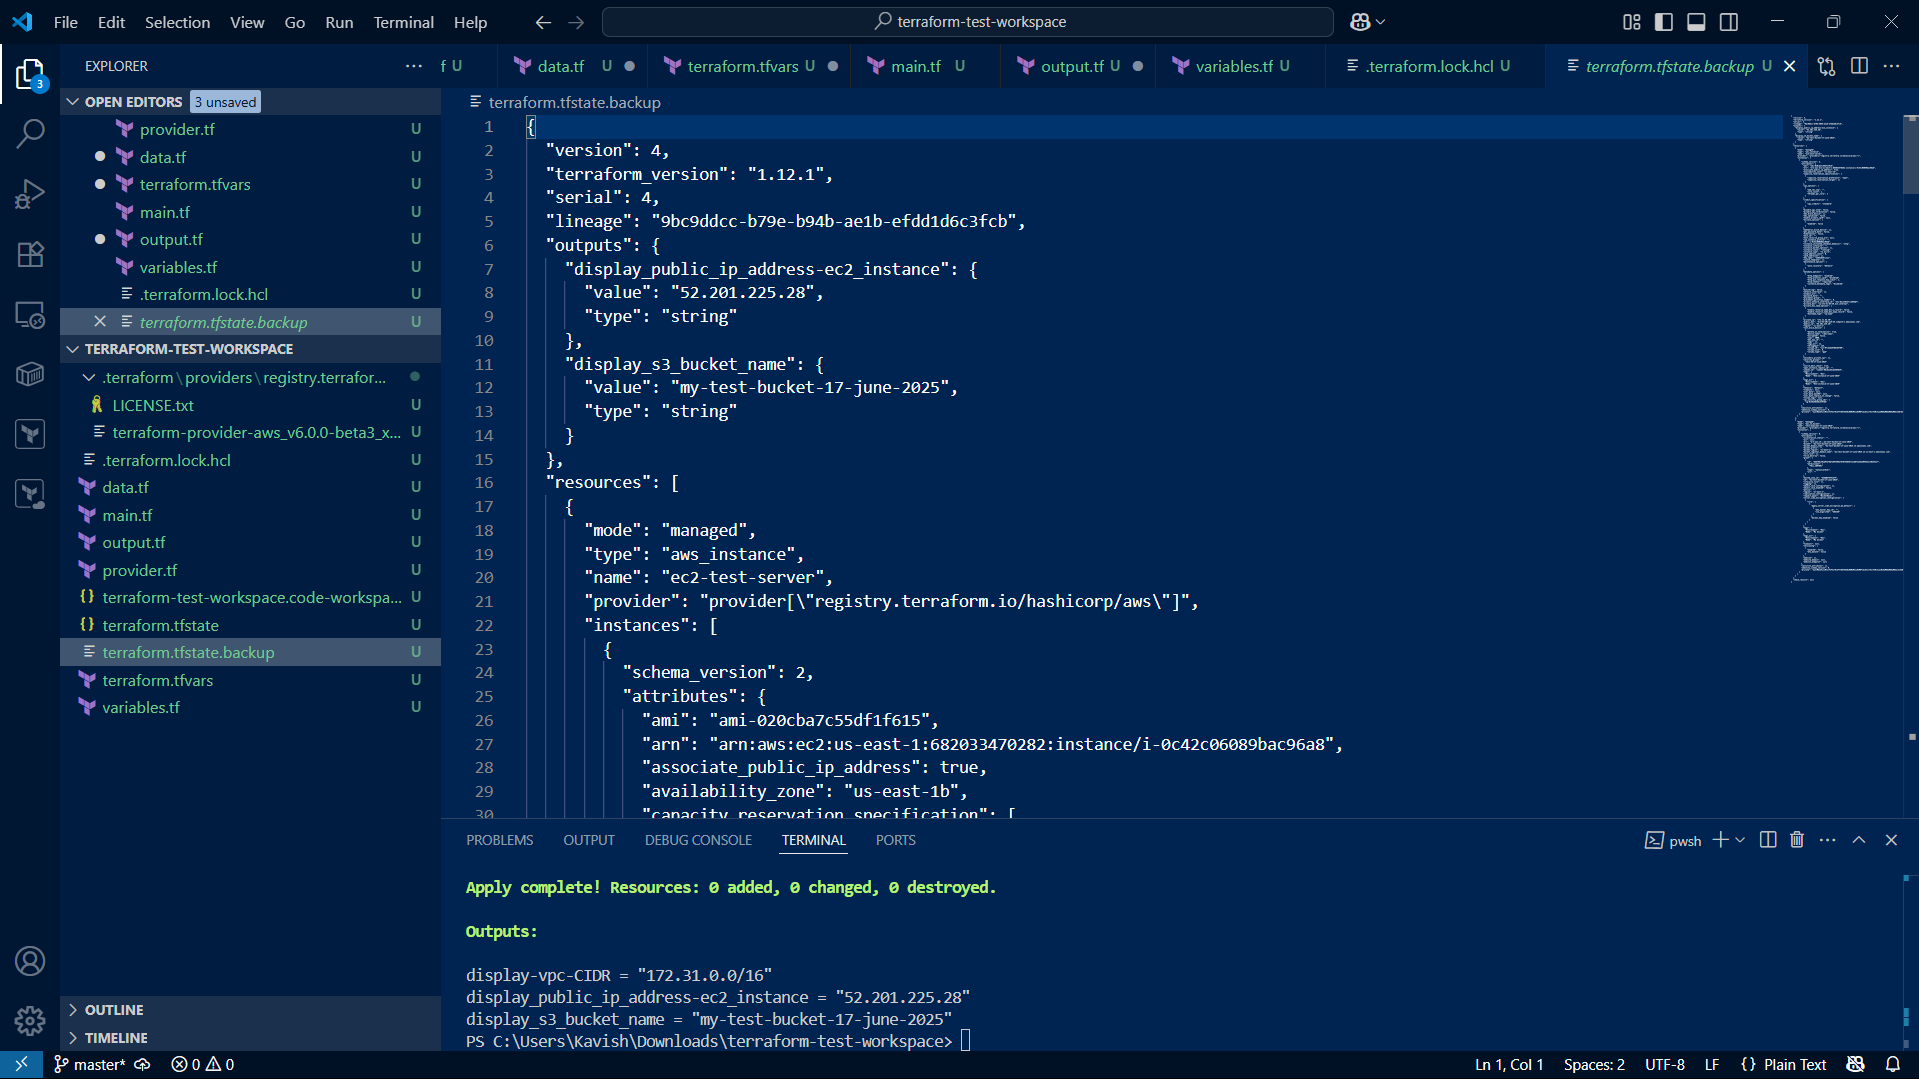 File Edit Selection View Go Run Terminal Help
terraform-test-workspace
EXPLORER
f U
data.tf U
terraform.tfvars U
main.tf U
output.tf U
variables.tf U
.terraform.lock.hcl U
terraform.tfstate.backup U
3
OPEN EDITORS 3 unsaved
provider.tf U
data.tf U
terraform.tfvars U
main.tf U
output.tf U
variables.tf U
.terraform.lock.hcl U
terraform.tfstate.backup U
TERRAFORM-TEST-WORKSPACE
.terraform\providers\registry.terrafor...
LICENSE.txt U
terraform-provider-aws_v6.0.0-beta3_x... U
.terraform.lock.hcl U
data.tf U
main.tf U
output.tf U
provider.tf U
{} terraform-test-workspace.code-workspa... U
{} terraform.tfstate U
terraform.tfstate.backup U
terraform.tfvars U
variables.tf U
OUTLINE
TIMELINE
terraform.tfstate.backup
1 {
2 "version": 4,
3 "terraform_version": "1.12.1",
4 "serial": 4,
5 "lineage": "9bc9ddcc-b79e-b94b-ae1b-efdd1d6c3fcb",
6 "outputs": {
7 "display_public_ip_address-ec2_instance": {
8 "value": "52.201.225.28",
9 "type": "string"
10 },
11 "display_s3_bucket_name": {
12 "value": "my-test-bucket-17-june-2025",
13 "type": "string"
14 }
15 },
16 "resources": [
17 {
18 "mode": "managed",
19 "type": "aws_instance",
20 "name": "ec2-test-server",
21 "provider": "provider[\"registry.terraform.io/hashicorp/aws\"]",
22 "instances": [
23 {
24 "schema_version": 2,
25 "attributes": {
26 "ami": "ami-020cba7c55df1f615",
27 "arn": "arn:aws:ec2:us-east-1:682033470282:instance/i-0c42c06089bac96a8",
28 "associate_public_ip_address": true,
29 "availability_zone": "us-east-1b",
30 "capacity_reservation_specification": [
PROBLEMS OUTPUT DEBUG CONSOLE TERMINAL PORTS
pwsh
Apply complete! Resources: 0 added, 0 changed, 0 destroyed.
Outputs:
display-vpc-CIDR = "172.31.0.0/16"
display_public_ip_address-ec2_instance = "52.201.225.28"
display_s3_bucket_name = "my-test-bucket-17-june-2025"
PS C:\Users\Kavish\Downloads\terraform-test-workspace>
master* 0 0
Ln 1, Col 1 Spaces: 2 UTF-8 LF {} Plain Text